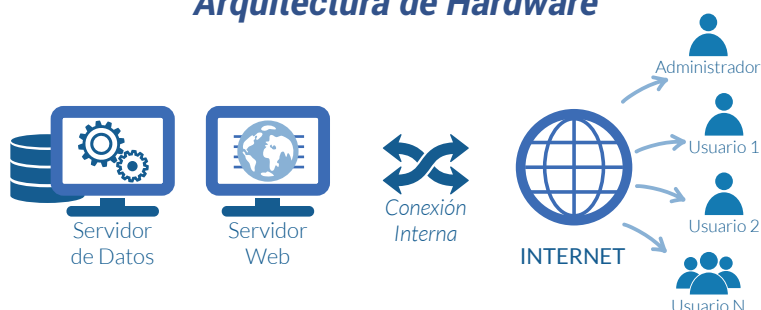 Arquitectura de Hardware
Administrador
Usuario 1
Usuario 2
Usuario N
Servidor
de Datos
Servidor
Web
Conexión
Interna
INTERNET